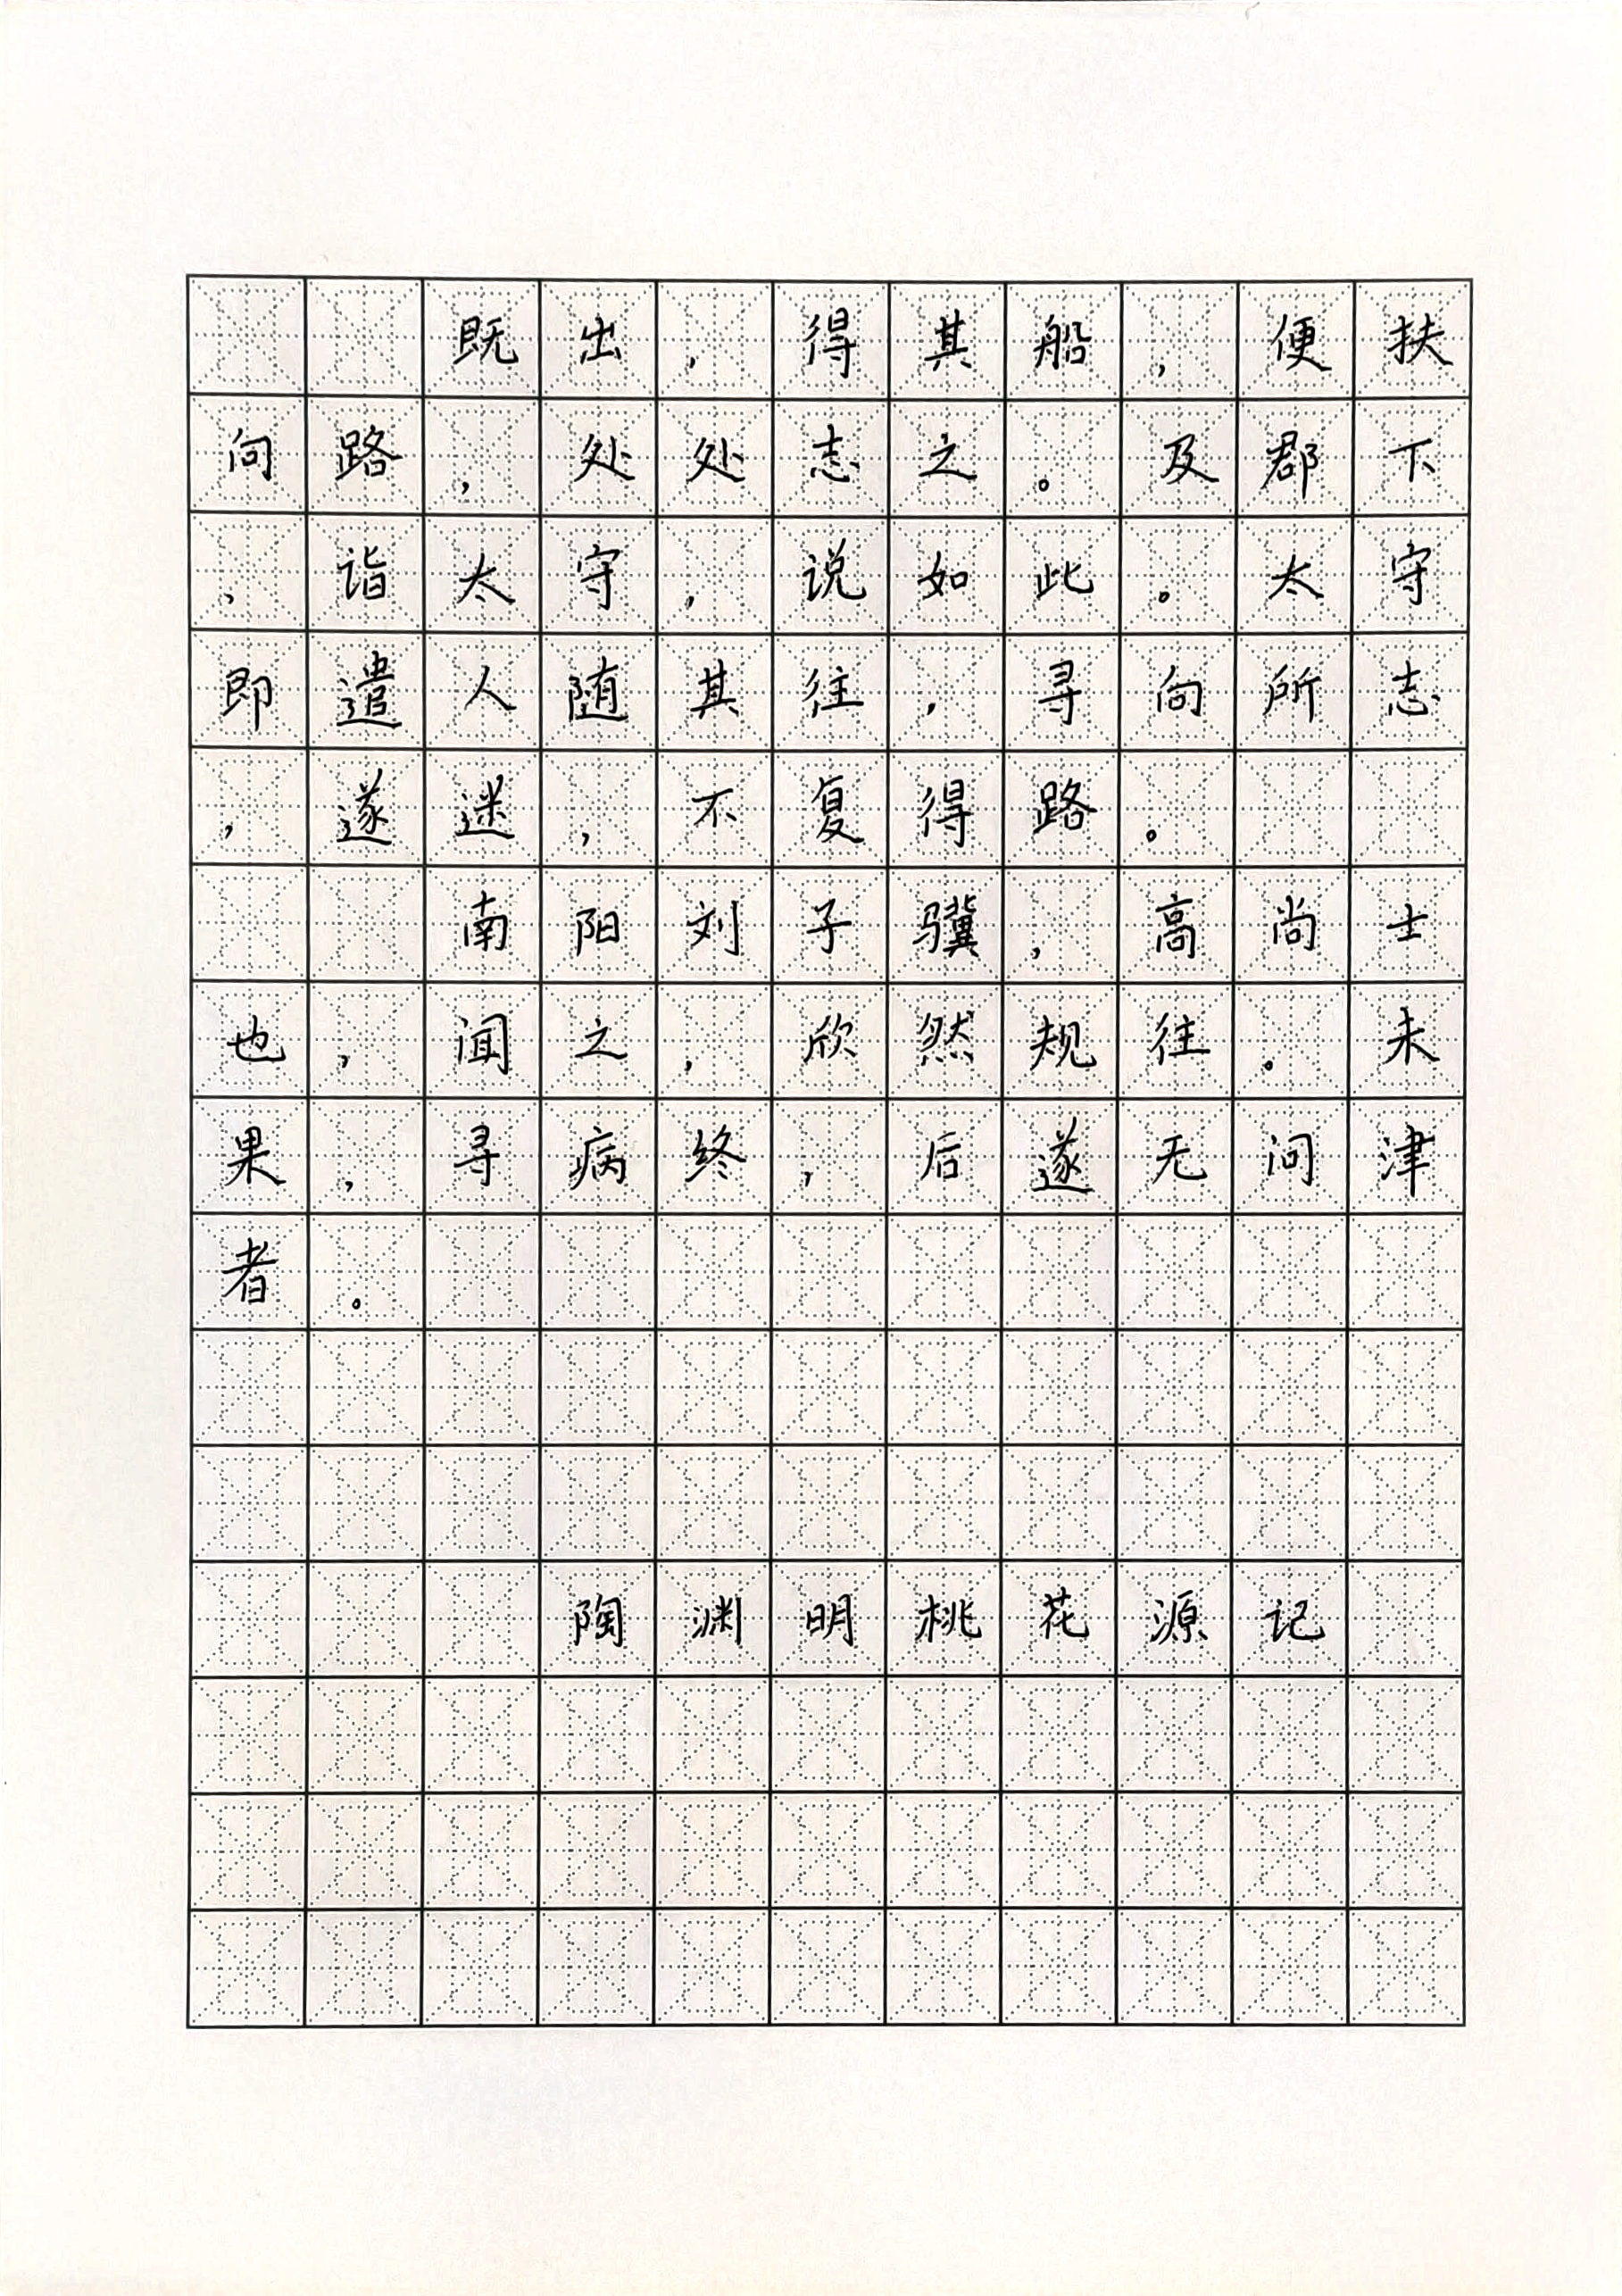 既出，得其船，便扶
向路，处处志之。及郡下
，诣太守，说如此。太守
即遣人随其往，寻向所志
，遂迷，不复得路。
南阳刘子骥，高尚士
也，闻之，欣然规往。未
果，寻病终，后遂无问津
者。
陶渊明桃花源记